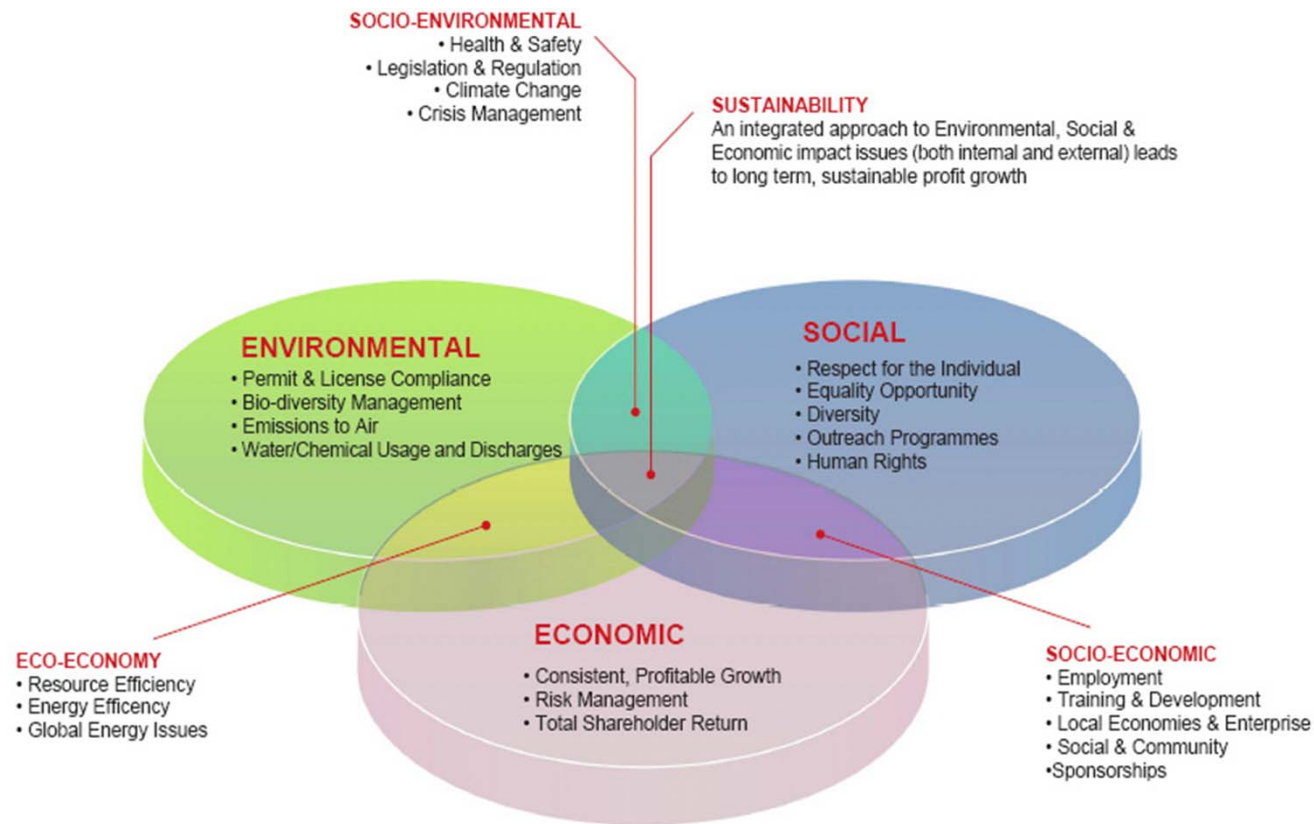 SOCIO-ENVIRONMENTAL
• Health & Safety
• Legislation & Regulation
• Climate Change
• Crisis Management
SUSTAINABILITY
An integrated approach to Environmental, Social &
Economic impact issues (both internal and external) leads
to long term, sustainable profit growth
ENVIRONMENTAL
• Permit & License Compliance
• Bio-diversity Management
• Emissions to Air
• Water/Chemical Usage and Discharges
SOCIAL
• Respect for the Individual
• Equality Opportunity
• Diversity
• Outreach Programmes
• Human Rights
ECONOMIC
• Consistent, Profitable Growth
• Risk Management
• Total Shareholder Return
ECO-ECONOMY
• Resource Efficiency
• Energy Efficency
• Global Energy Issues
SOCIO-ECONOMIC
• Employment
• Training & Development
• Local Economies & Enterprise
• Social & Community
•Sponsorships